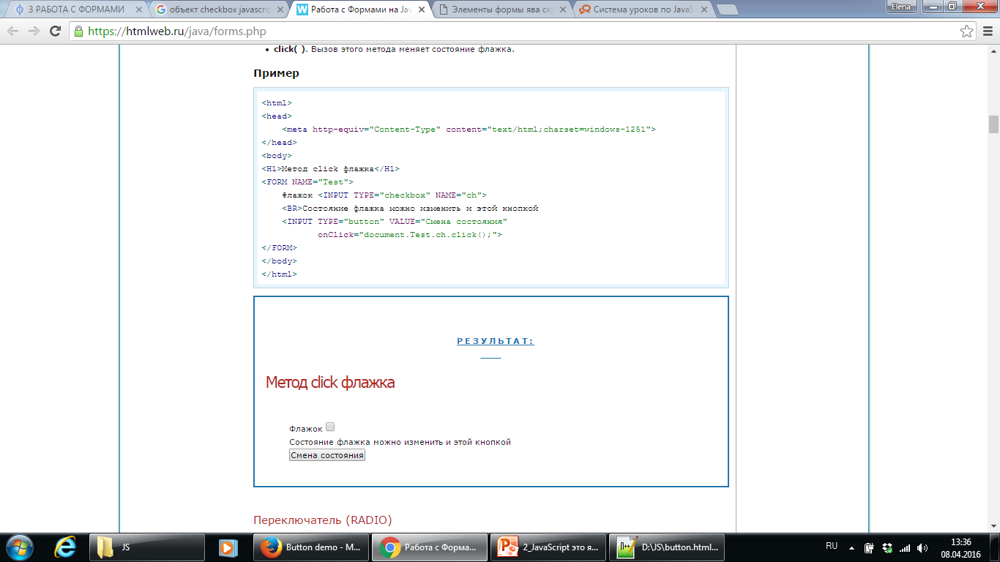 3 РАБОТА С ФОРМАМИ
объект checkbox javascrip
Работа с Формами на Jav
Элементы формы ява скр
Система уроков по JavaS
Elena
https://htmlweb.ru/java/forms.php
• click( ). Вызов этого метода меняет состояние флажка.
Пример
<html>
<head>
<meta http-equiv="Content-Type" content="text/html;charset=windows-1251">
</head>
<body>
<H1>Метод click флажка</H1>
<FORM NAME="Test">
Флажок <INPUT TYPE="checkbox" NAME="ch">
<BR>Состояние флажка можно изменить и этой кнопкой
<INPUT TYPE="button" VALUE="Смена состояния"
onClick="document.Test.ch.click();">
</FORM>
</body>
</html>
РЕЗУЛЬТАТ:
Метод click флажка
Флажок
Состояние флажка можно изменить и этой кнопкой
Смена состояния
Переключатель (RADIO)
JS
Button demo - M...
Работа с Форма...
2_JavaScript это я...
D:\JS\button.html...
RU
13:36
08.04.2016